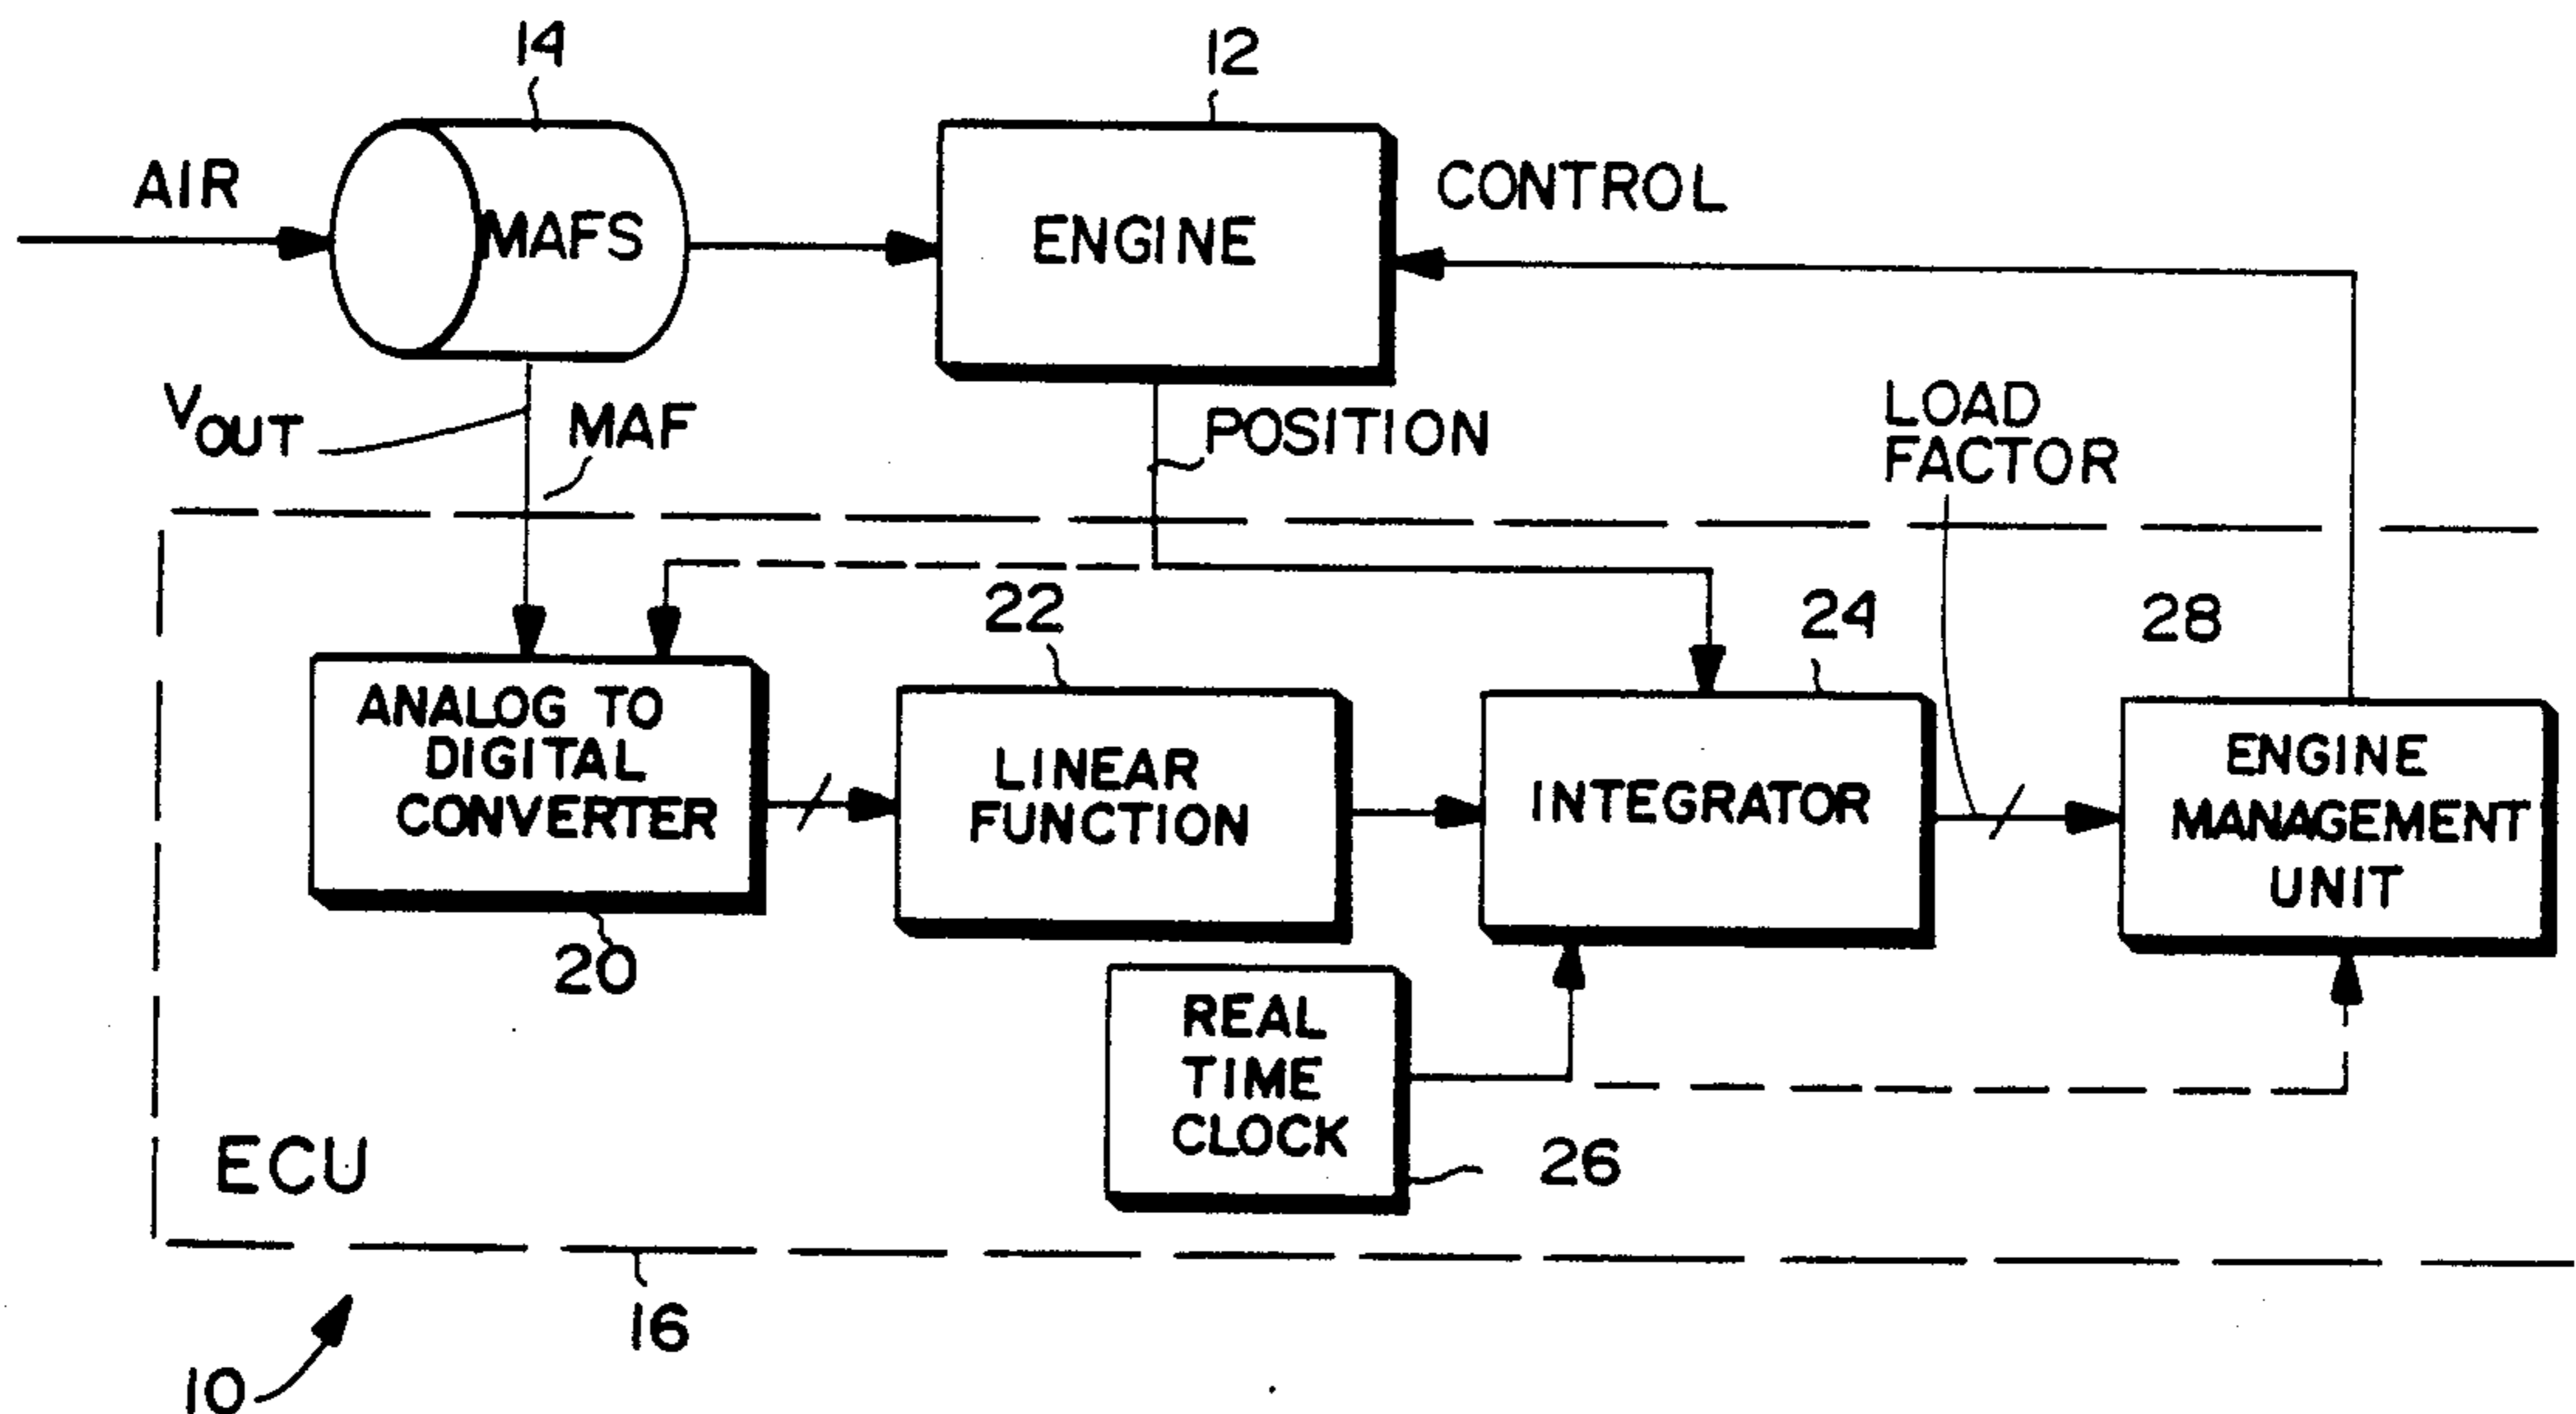 14
12
AIR
MAFS
ENGINE
CONTROL
VOUT
MAF
POSITION
LOAD
FACTOR
22
24
28
ANALOG TO
DIGITAL
CONVERTER
LINEAR
FUNCTION
INTEGRATOR
ENGINE
MANAGEMENT
UNIT
20
REAL
TIME
CLOCK
26
ECU
16
10